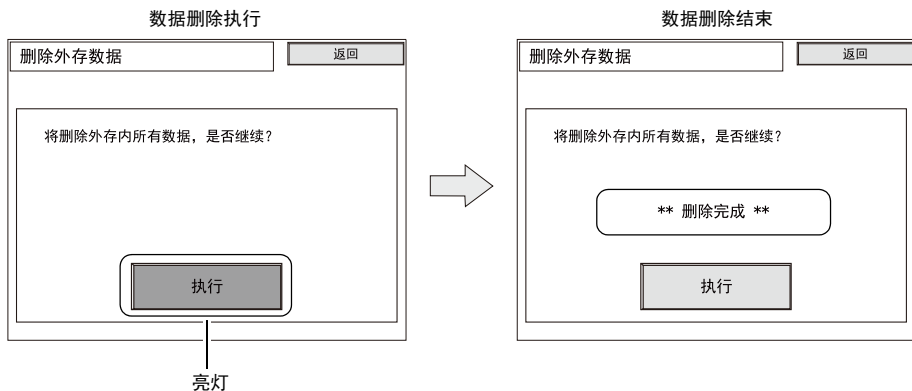 数据删除执行
删除外存数据
返回
将删除外存内所有数据，是否继续？
执行
亮灯
数据删除结束
删除外存数据
返回
将删除外存内所有数据，是否继续？
** 删除完成 **
执行